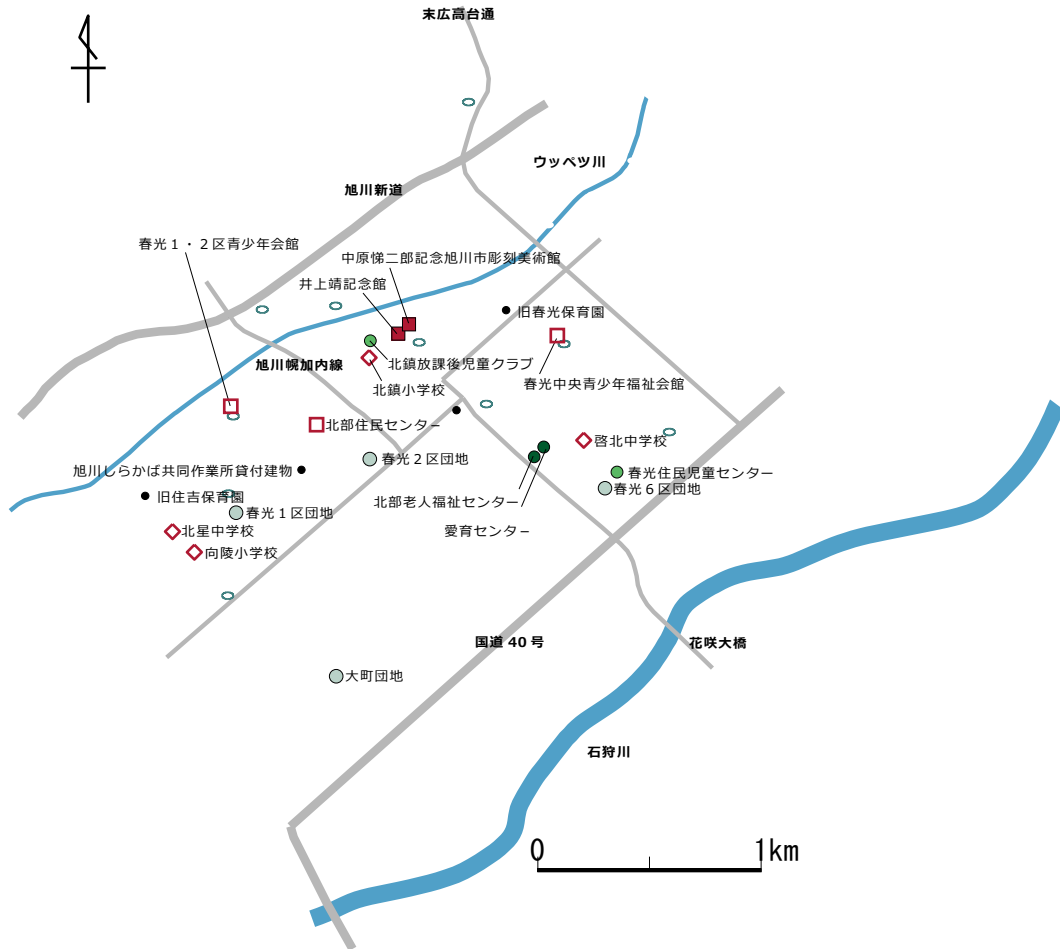 末広高台通
ウッペツ川
旭川新道
春光１・２区青少年会館
中原悌二郎記念旭川市彫刻美術館
井上靖記念館
旧春光保育園
北鎮放課後児童クラブ
旭川幌加内線
春光中央青少年福祉会館
北鎮小学校
北部住民センター
啓北中学校
春光２区団地
旭川しらかば共同作業所貸付建物
春光住民児童センター
春光６区団地
旧住吉保育園
北部老人福祉センター
春光１区団地
愛育センター
北星中学校
向陵小学校
国道 40 号
花咲大橋
大町団地
石狩川
0
1km